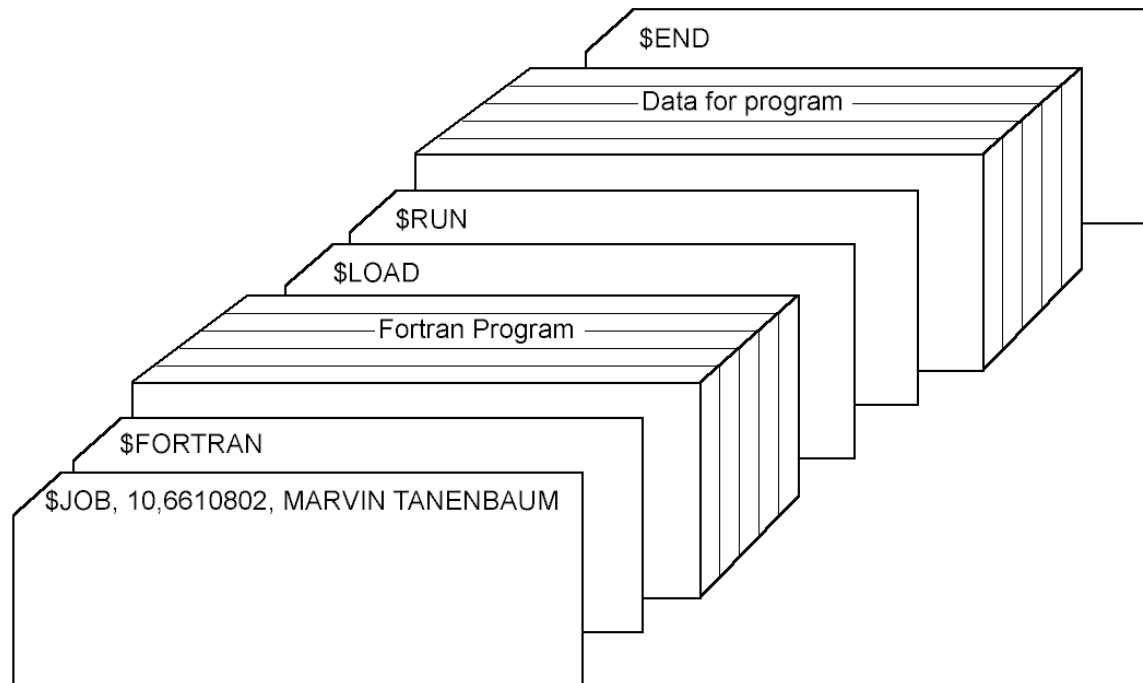 $END
Data for program
$RUN
$LOAD
Fortran Program
$FORTRAN
$JOB, 10,6610802, MARVIN TANENBAUM